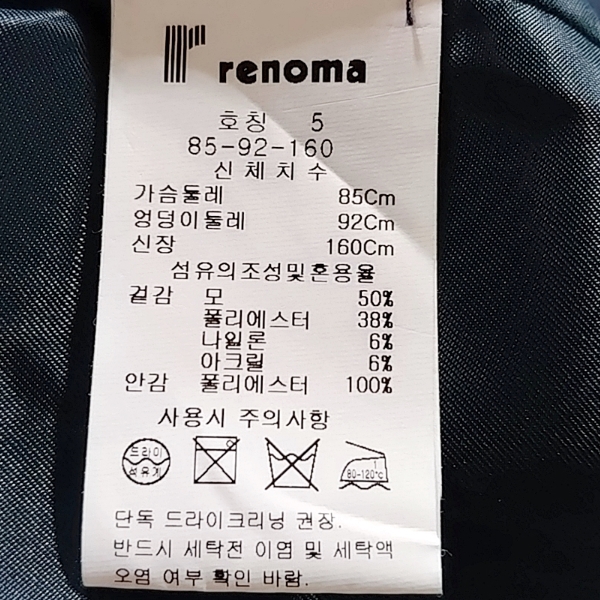 renoma
호칭 5
85-92-160
신체치수
가슴둘레 85Cm
엉덩이둘레 92Cm
신장 160Cm
섬유의조성및혼용율
겉감 모 50%
폴리에스터 38%
나일론 6%
아크릴 6%
안감 폴리에스터 100%
사용시 주의사항
드라이
석유계
80-120℃
단독 드라이크리닝 권장.
반드시 세탁전 이염 및 세탁액
오염 여부 확인 바람.